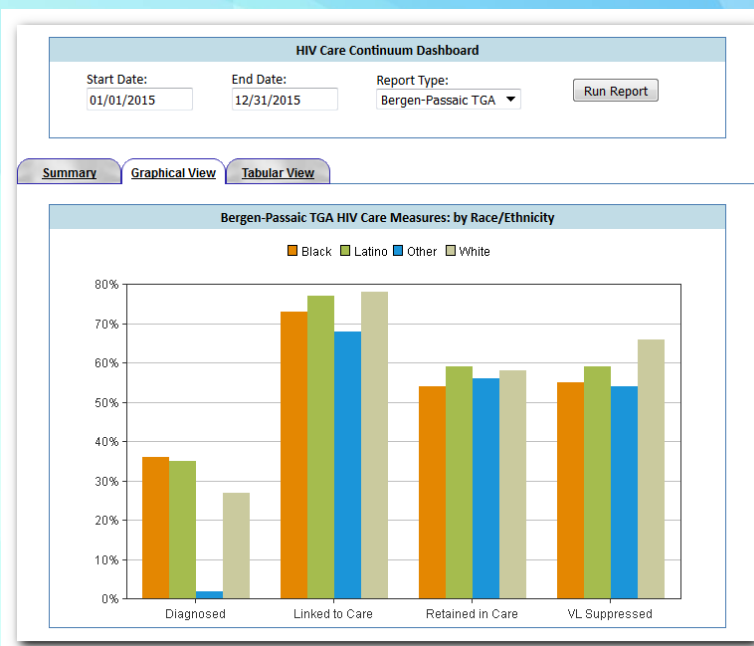 HIV Care Continuum Dashboard
Start Date: End Date: Report Type:
01/01/2015 12/31/2015 Bergen-Passaic TGA Run Report
Summary Graphical View Tabular View
Bergen-Passaic TGA HIV Care Measures: by Race/Ethnicity
Black Latino Other White
80%
70%
60%
50%
40%
30%
20%
10%
0%
Diagnosed Linked to Care Retained in Care VL Suppressed